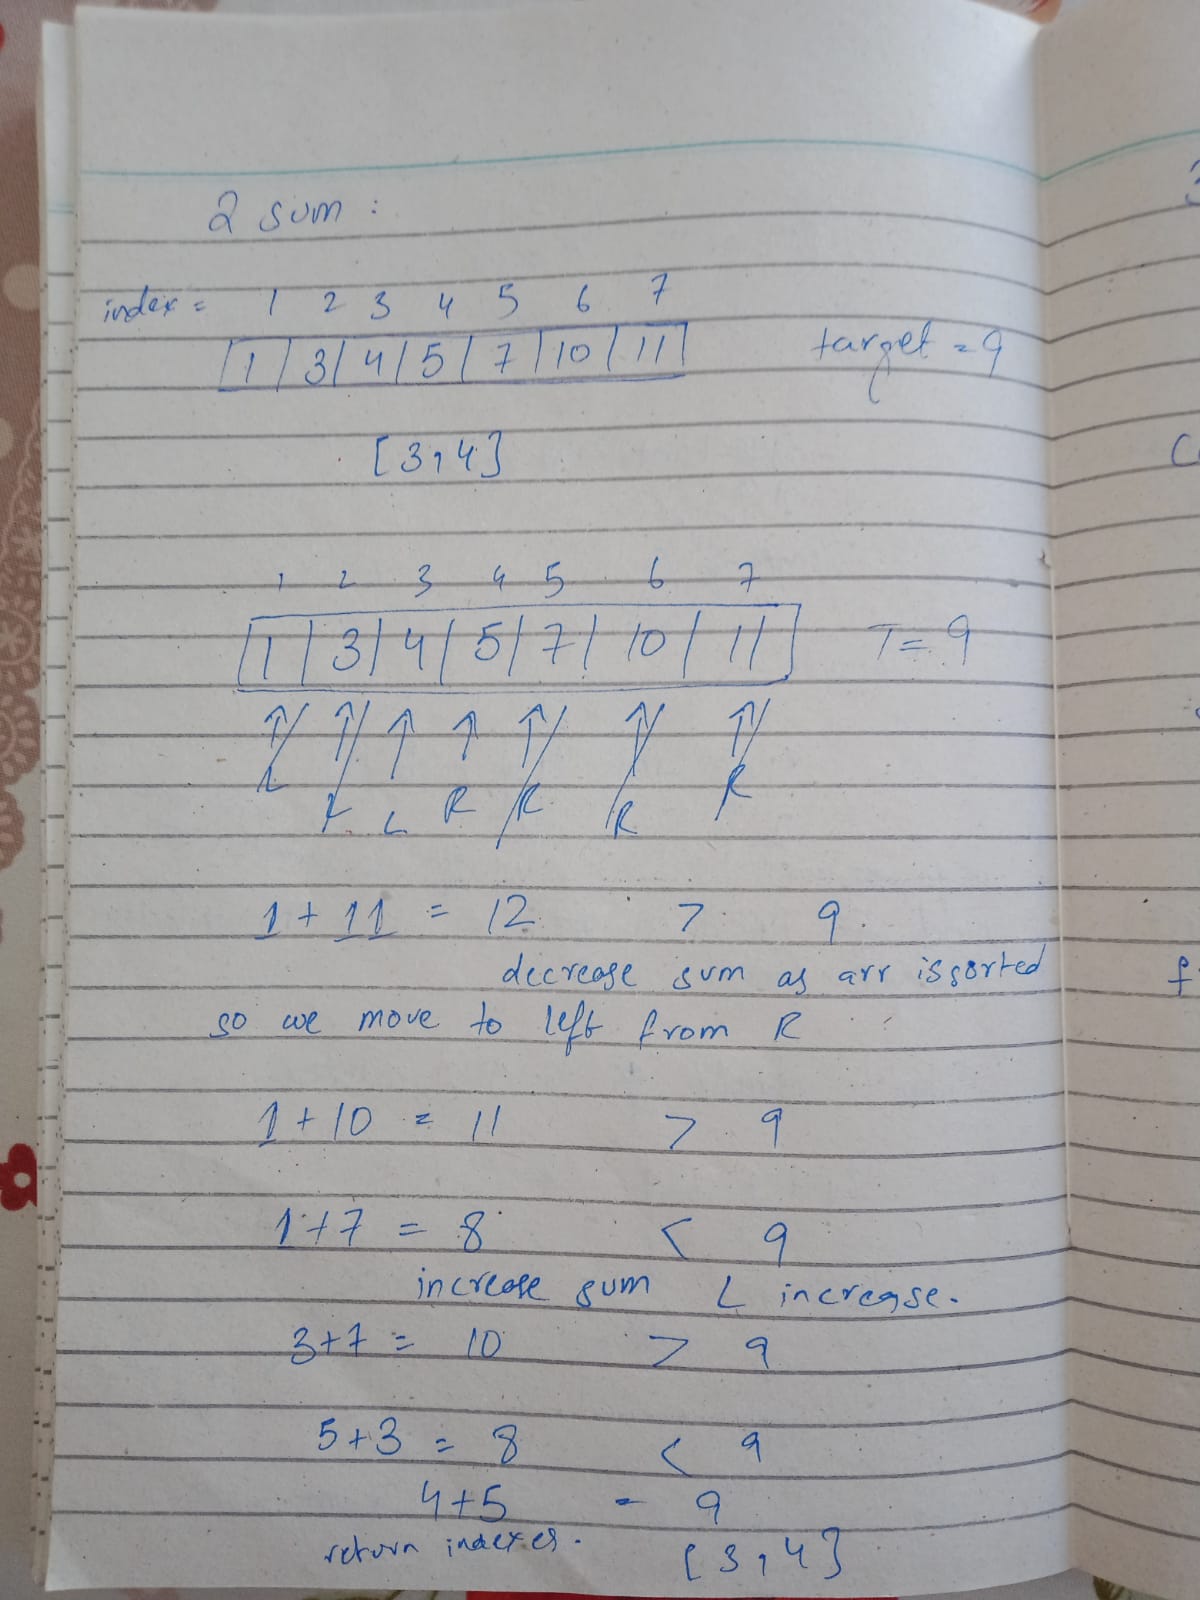 2 sum :
index = 1 2 3 4 5 6 7
1 | 3 | 4 | 5 | 7 | 10 | 11 target = 9
[3,4]
1 2 3 4 5 6 7
1 | 3 | 4 | 5 | 7 | 10 | 11 T = 9
↑ ↑ ↑ ↑ ↑ ↑ ↑
L L L R R R R
1 + 11 = 12 > 9
decrease sum as arr is sorted
so we move to left from R
1 + 10 = 11 > 9
1 + 7 = 8 < 9
increase sum L increase.
3 + 7 = 10 > 9
5 + 3 = 8 < 9
4 + 5 = 9
return indexes. [3,4]